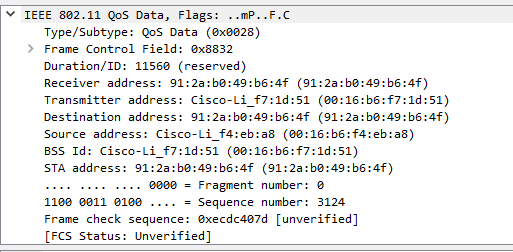 IEEE 802.11 QoS Data, Flags: ..mP..F.C
Type/Subtype: QoS Data (0x0028)
Frame Control Field: 0x8832
Duration/ID: 11560 (reserved)
Receiver address: 91:2a:b0:49:b6:4f (91:2a:b0:49:b6:4f)
Transmitter address: Cisco-Li_f7:1d:51 (00:16:b6:f7:1d:51)
Destination address: 91:2a:b0:49:b6:4f (91:2a:b0:49:b6:4f)
Source address: Cisco-Li_f4:eb:a8 (00:16:b6:f4:eb:a8)
BSS Id: Cisco-Li_f7:1d:51 (00:16:b6:f7:1d:51)
STA address: 91:2a:b0:49:b6:4f (91:2a:b0:49:b6:4f)
.... .... .... 0000 = Fragment number: 0
1100 0011 0100 .... = Sequence number: 3124
Frame check sequence: 0xecdc407d [unverified]
[FCS Status: Unverified]